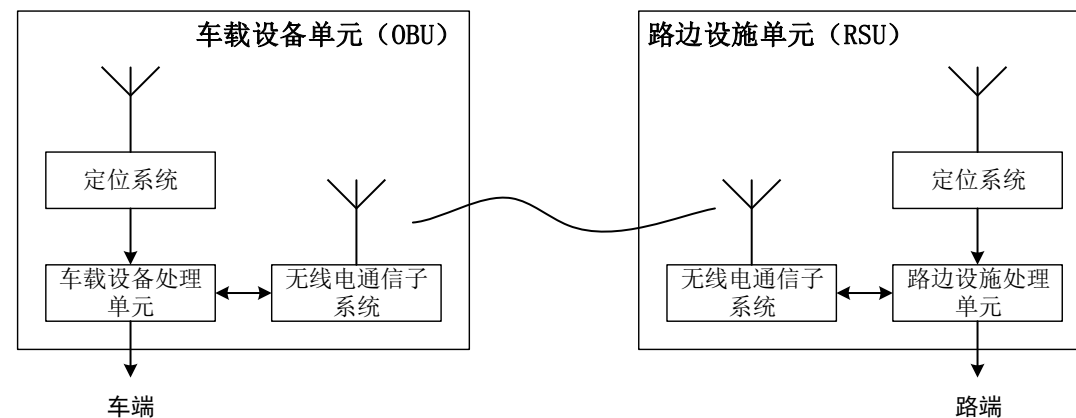 车载设备单元（OBU）
定位系统
车载设备处理
单元
无线电通信子
系统
车端
路边设施单元（RSU）
定位系统
无线电通信子
系统
路边设施处理
单元
路端